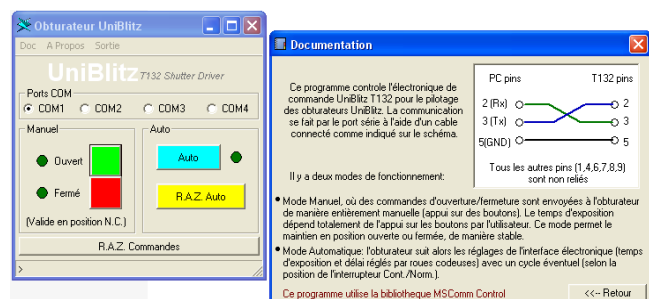 Obturateur UniBlitz
Doc A Propos Sortie
UniBlitz T132 Shutter Driver
Ports COM
COM1 COM2 COM3 COM4
Manuel
Ouvert
Fermé
(Valide en position N.C.)
Auto
Auto
R.A.Z. Auto
R.A.Z. Commandes
>
Documentation
Ce programme contrôle l'électronique de
commande UniBlitz T132 pour le pilotage
des obturateurs UniBlitz. La communication
se fait par le port série à l'aide d'un cable
connecté comme indiqué sur le schéma.
Il y a deux modes de fonctionnement:
PC pins T132 pins
2 (Rx) 2
3 (Tx) 3
5(GND) 5
Tous les autres pins (1,4,6,7,8,9)
sont non reliés
• Mode Manuel, où des commandes d'ouverture/fermeture sont envoyées à l'obturateur
de manière entièrement manuelle (appui sur des boutons). Le temps d'exposition
dépend totalement de l'appui sur les boutons par l'utilisateur. Ce mode permet le
maintien en position ouverte ou fermée, de manière stable.
• Mode Automatique: l'obturateur suit alors les réglages de l'interface électronique (temps
d'exposition et délai réglés par roues codeuses) avec un cycle éventuel (selon la
position de l'interrupteur Cont./Norm.).
Ce programme utilise la bibliotheque MSComm Control
<<-- Retour